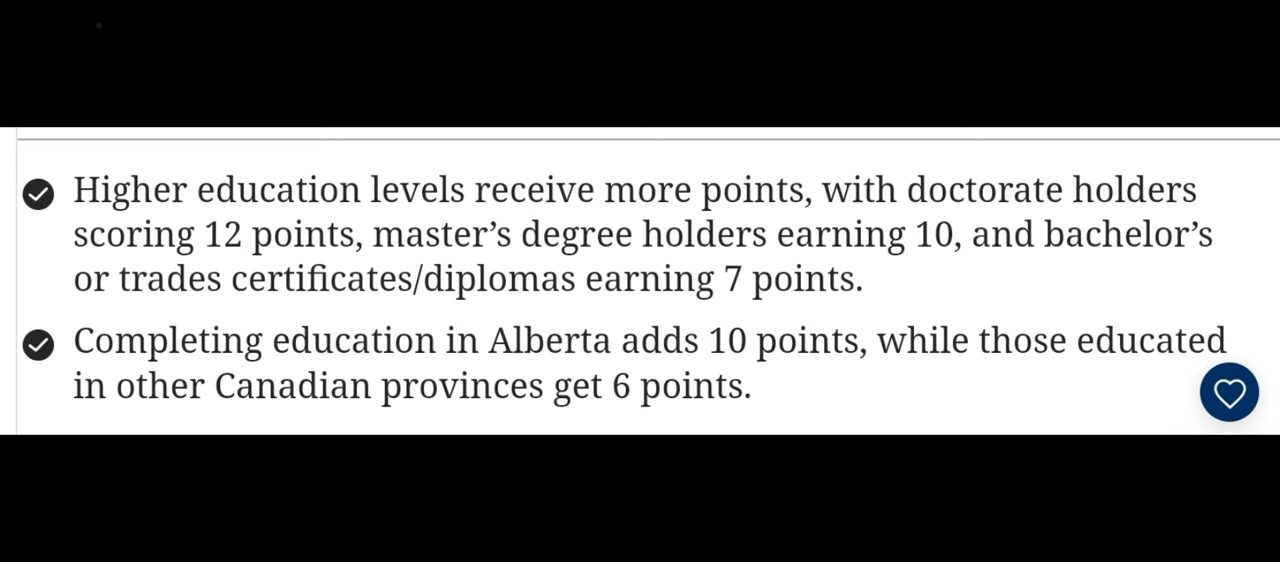 Higher education levels receive more points, with doctorate holders
scoring 12 points, master’s degree holders earning 10, and bachelor’s
or trades certificates/diplomas earning 7 points.
Completing education in Alberta adds 10 points, while those educated
in other Canadian provinces get 6 points.